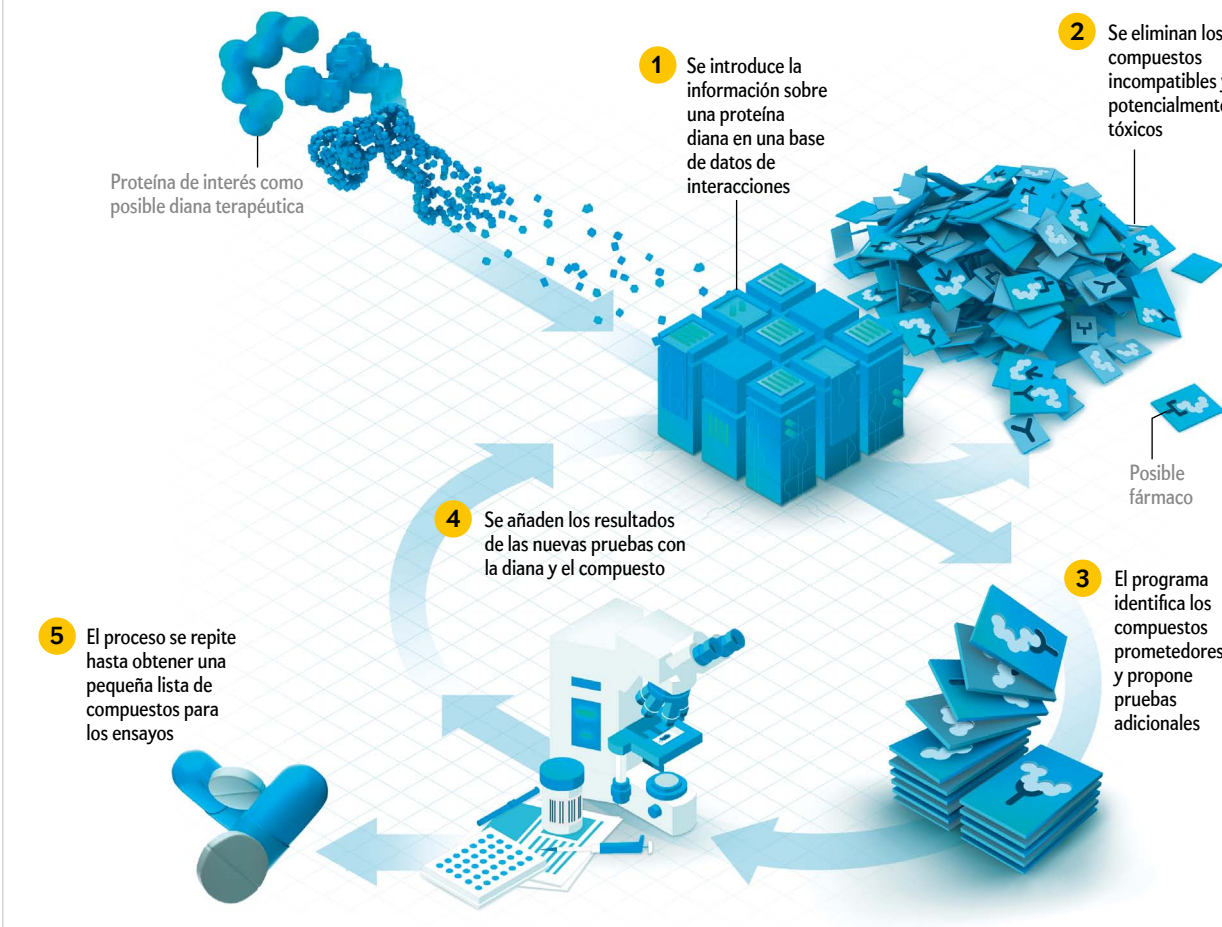 Proteína de interés como
posible diana terapéutica
1
Se introduce la
información sobre
una proteína
diana en una base
de datos de
interacciones
2
Se eliminan los
compuestos
incompatibles y
potencialmente
tóxicos
Posible
fármaco
3
El programa
identifica los
compuestos
prometedores
y propone
pruebas
adicionales
4
Se añaden los resultados
de las nuevas pruebas con
la diana y el compuesto
5
El proceso se repite
hasta obtener una
pequeña lista de
compuestos para
los ensayos